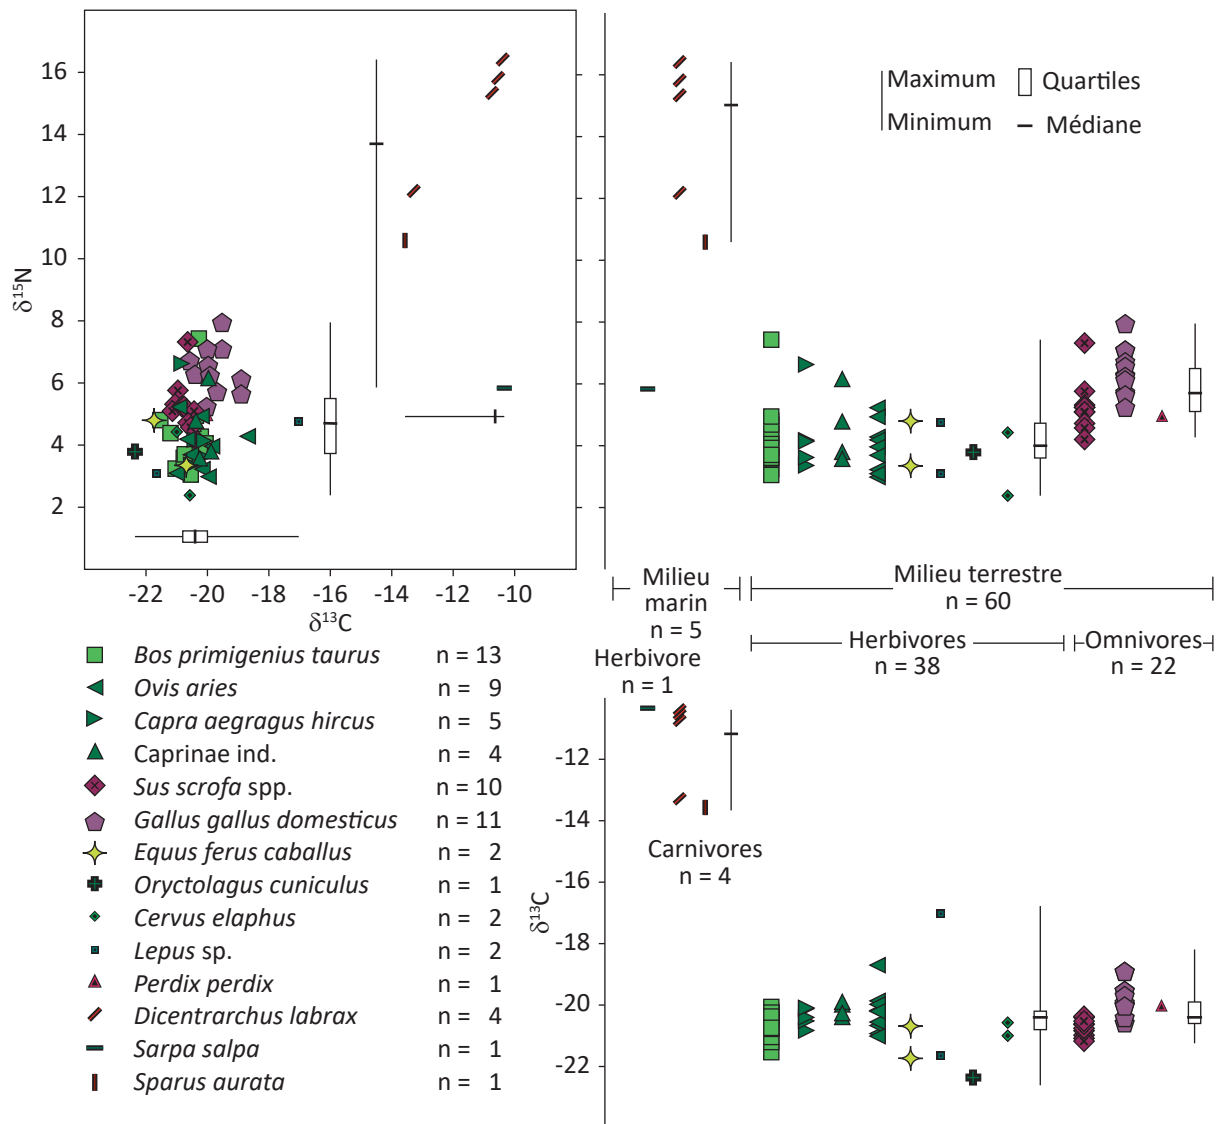 16
14
12
10
8
6
4
2
δ¹⁵N
-22
-20
-18
-16
-14
-12
-10
δ¹³C
Maximum
Minimum
Quartiles
Médiane
Milieu
marin
n = 5
Milieu terrestre
n = 60
Herbivore
n = 1
Herbivores
n = 38
Omnivores
n = 22
Bos primigenius taurus n = 13
Ovis aries n = 9
Capra aegragus hircus n = 5
Caprinae ind. n = 4
Sus scrofa spp. n = 10
Gallus gallus domesticus n = 11
Equus ferus caballus n = 2
Oryctolagus cuniculus n = 1
Cervus elaphus n = 2
Lepus sp. n = 2
Perdix perdix n = 1
Dicentrarchus labrax n = 4
Sarpa salpa n = 1
Sparus aurata n = 1
-12
-14
-16
-18
-20
-22
δ¹³C
Carnivores
n = 4